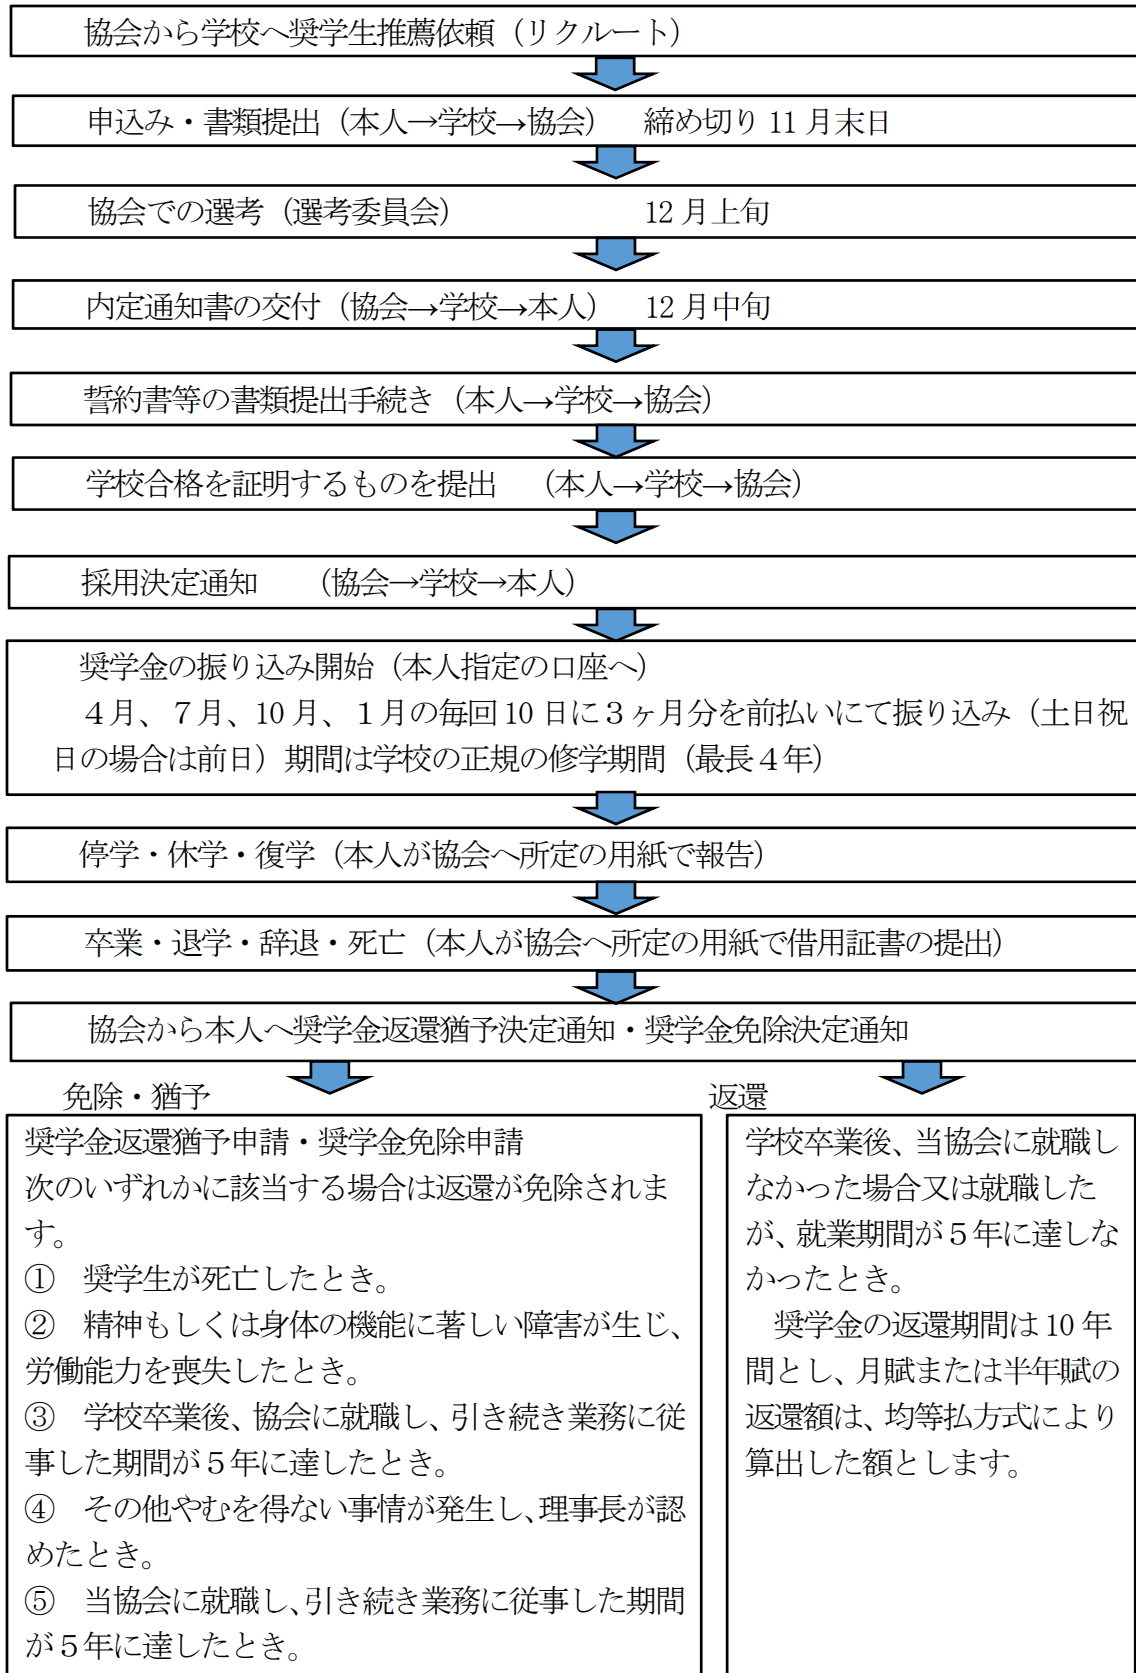 協会から学校へ奨学生推薦依頼（リクルート）
申込み・書類提出（本人→学校→協会）　締め切り 11 月末日
協会での選考（選考委員会）　　　　　　12 月上旬
内定通知書の交付（協会→学校→本人）　12 月中旬
誓約書等の書類提出手続き（本人→学校→協会）
学校合格を証明するものを提出　（本人→学校→協会）
採用決定通知　　（協会→学校→本人）
奨学金の振り込み開始（本人指定の口座へ）
４月、７月、10 月、１月の毎回 10 日に３ヶ月分を前払いにて振り込み（土日祝
日の場合は前日）期間は学校の正規の修学期間（最長４年）
停学・休学・復学（本人が協会へ所定の用紙で報告）
卒業・退学・辞退・死亡（本人が協会へ所定の用紙で借用証書の提出）
協会から本人へ奨学金返還猶予決定通知・奨学金免除決定通知
免除・猶予
奨学金返還猶予申請・奨学金免除申請
次のいずれかに該当する場合は返還が免除されま
す。
①　奨学生が死亡したとき。
②　精神もしくは身体の機能に著しい障害が生じ、
労働能力を喪失したとき。
③　学校卒業後、協会に就職し、引き続き業務に従
事した期間が５年に達したとき。
④　その他やむを得ない事情が発生し、理事長が認
めたとき。
⑤　当協会に就職し、引き続き業務に従事した期間
が５年に達したとき。
返還
学校卒業後、当協会に就職し
なかった場合又は就職した
が、就業期間が５年に達しな
かったとき。
奨学金の返還期間は 10 年
間とし、月賦または半年賦の
返還額は、均等払方式により
算出した額とします。